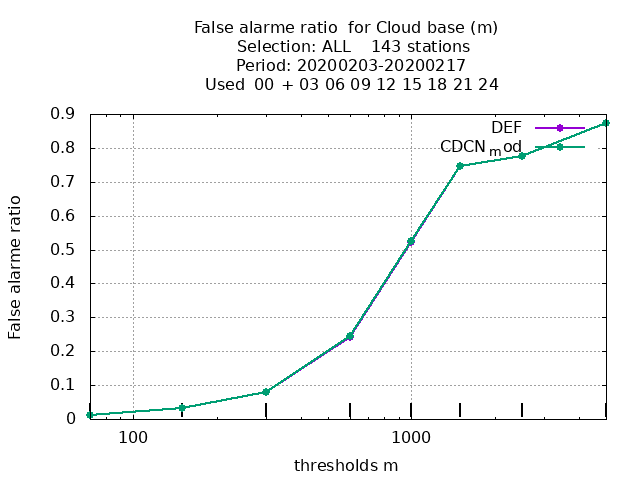 False alarme ratio  for Cloud base (m)
Selection: ALL    143 stations
Period: 20200203-20200217
Used  00 + 03 06 09 12 15 18 21 24
DEF
CDCNmod
0.9
0.8
0.7
0.6
0.5
0.4
0.3
0.2
0.1
0
False alarme ratio
100
1000
thresholds m